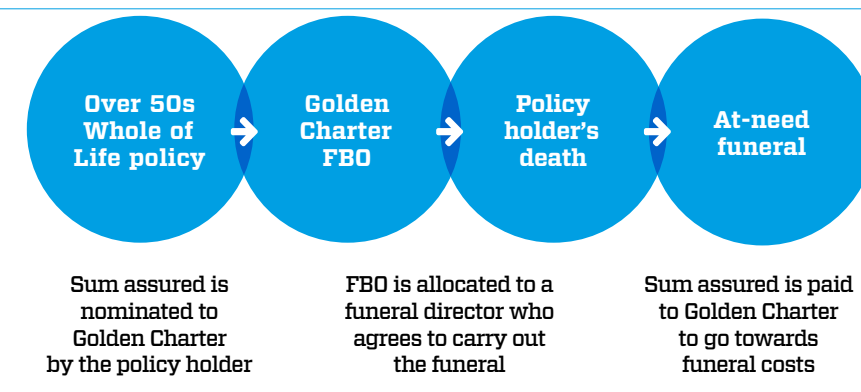 Over 50s
Whole of
Life policy
Golden
Charter
FBO
Policy
holder's
death
At-need
funeral
Sum assured is
nominated to
Golden Charter
by the policy holder
FBO is allocated to a
funeral director who
agrees to carry out
the funeral
Sum assured is paid
to Golden Charter
to go towards
funeral costs